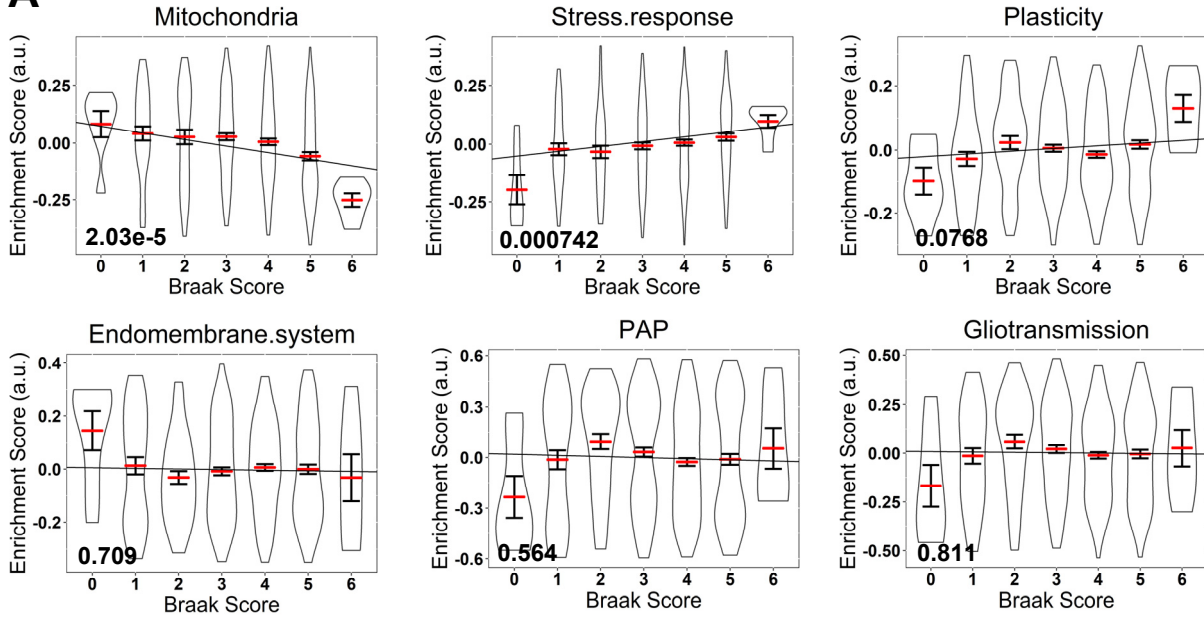 A
Mitochondria
Enrichment Score (a.u.)
0.25
0.00
-0.25
2.03e-5
0 1 2 3 4 5 6
Braak Score
Stress.response
Enrichment Score (a.u.)
0.25
0.00
-0.25
0.000742
0 1 2 3 4 5 6
Braak Score
Plasticity
Enrichment Score (a.u.)
0.2
0.0
-0.2
0.0768
0 1 2 3 4 5 6
Braak Score
Endomembrane.system
Enrichment Score (a.u.)
0.4
0.2
0.0
-0.2
0.709
0 1 2 3 4 5 6
Braak Score
PAP
Enrichment Score (a.u.)
0.6
0.3
0.0
-0.3
-0.6
0.564
0 1 2 3 4 5 6
Braak Score
Gliotransmission
Enrichment Score (a.u.)
0.50
0.25
0.00
-0.25
-0.50
0.811
0 1 2 3 4 5 6
Braak Score